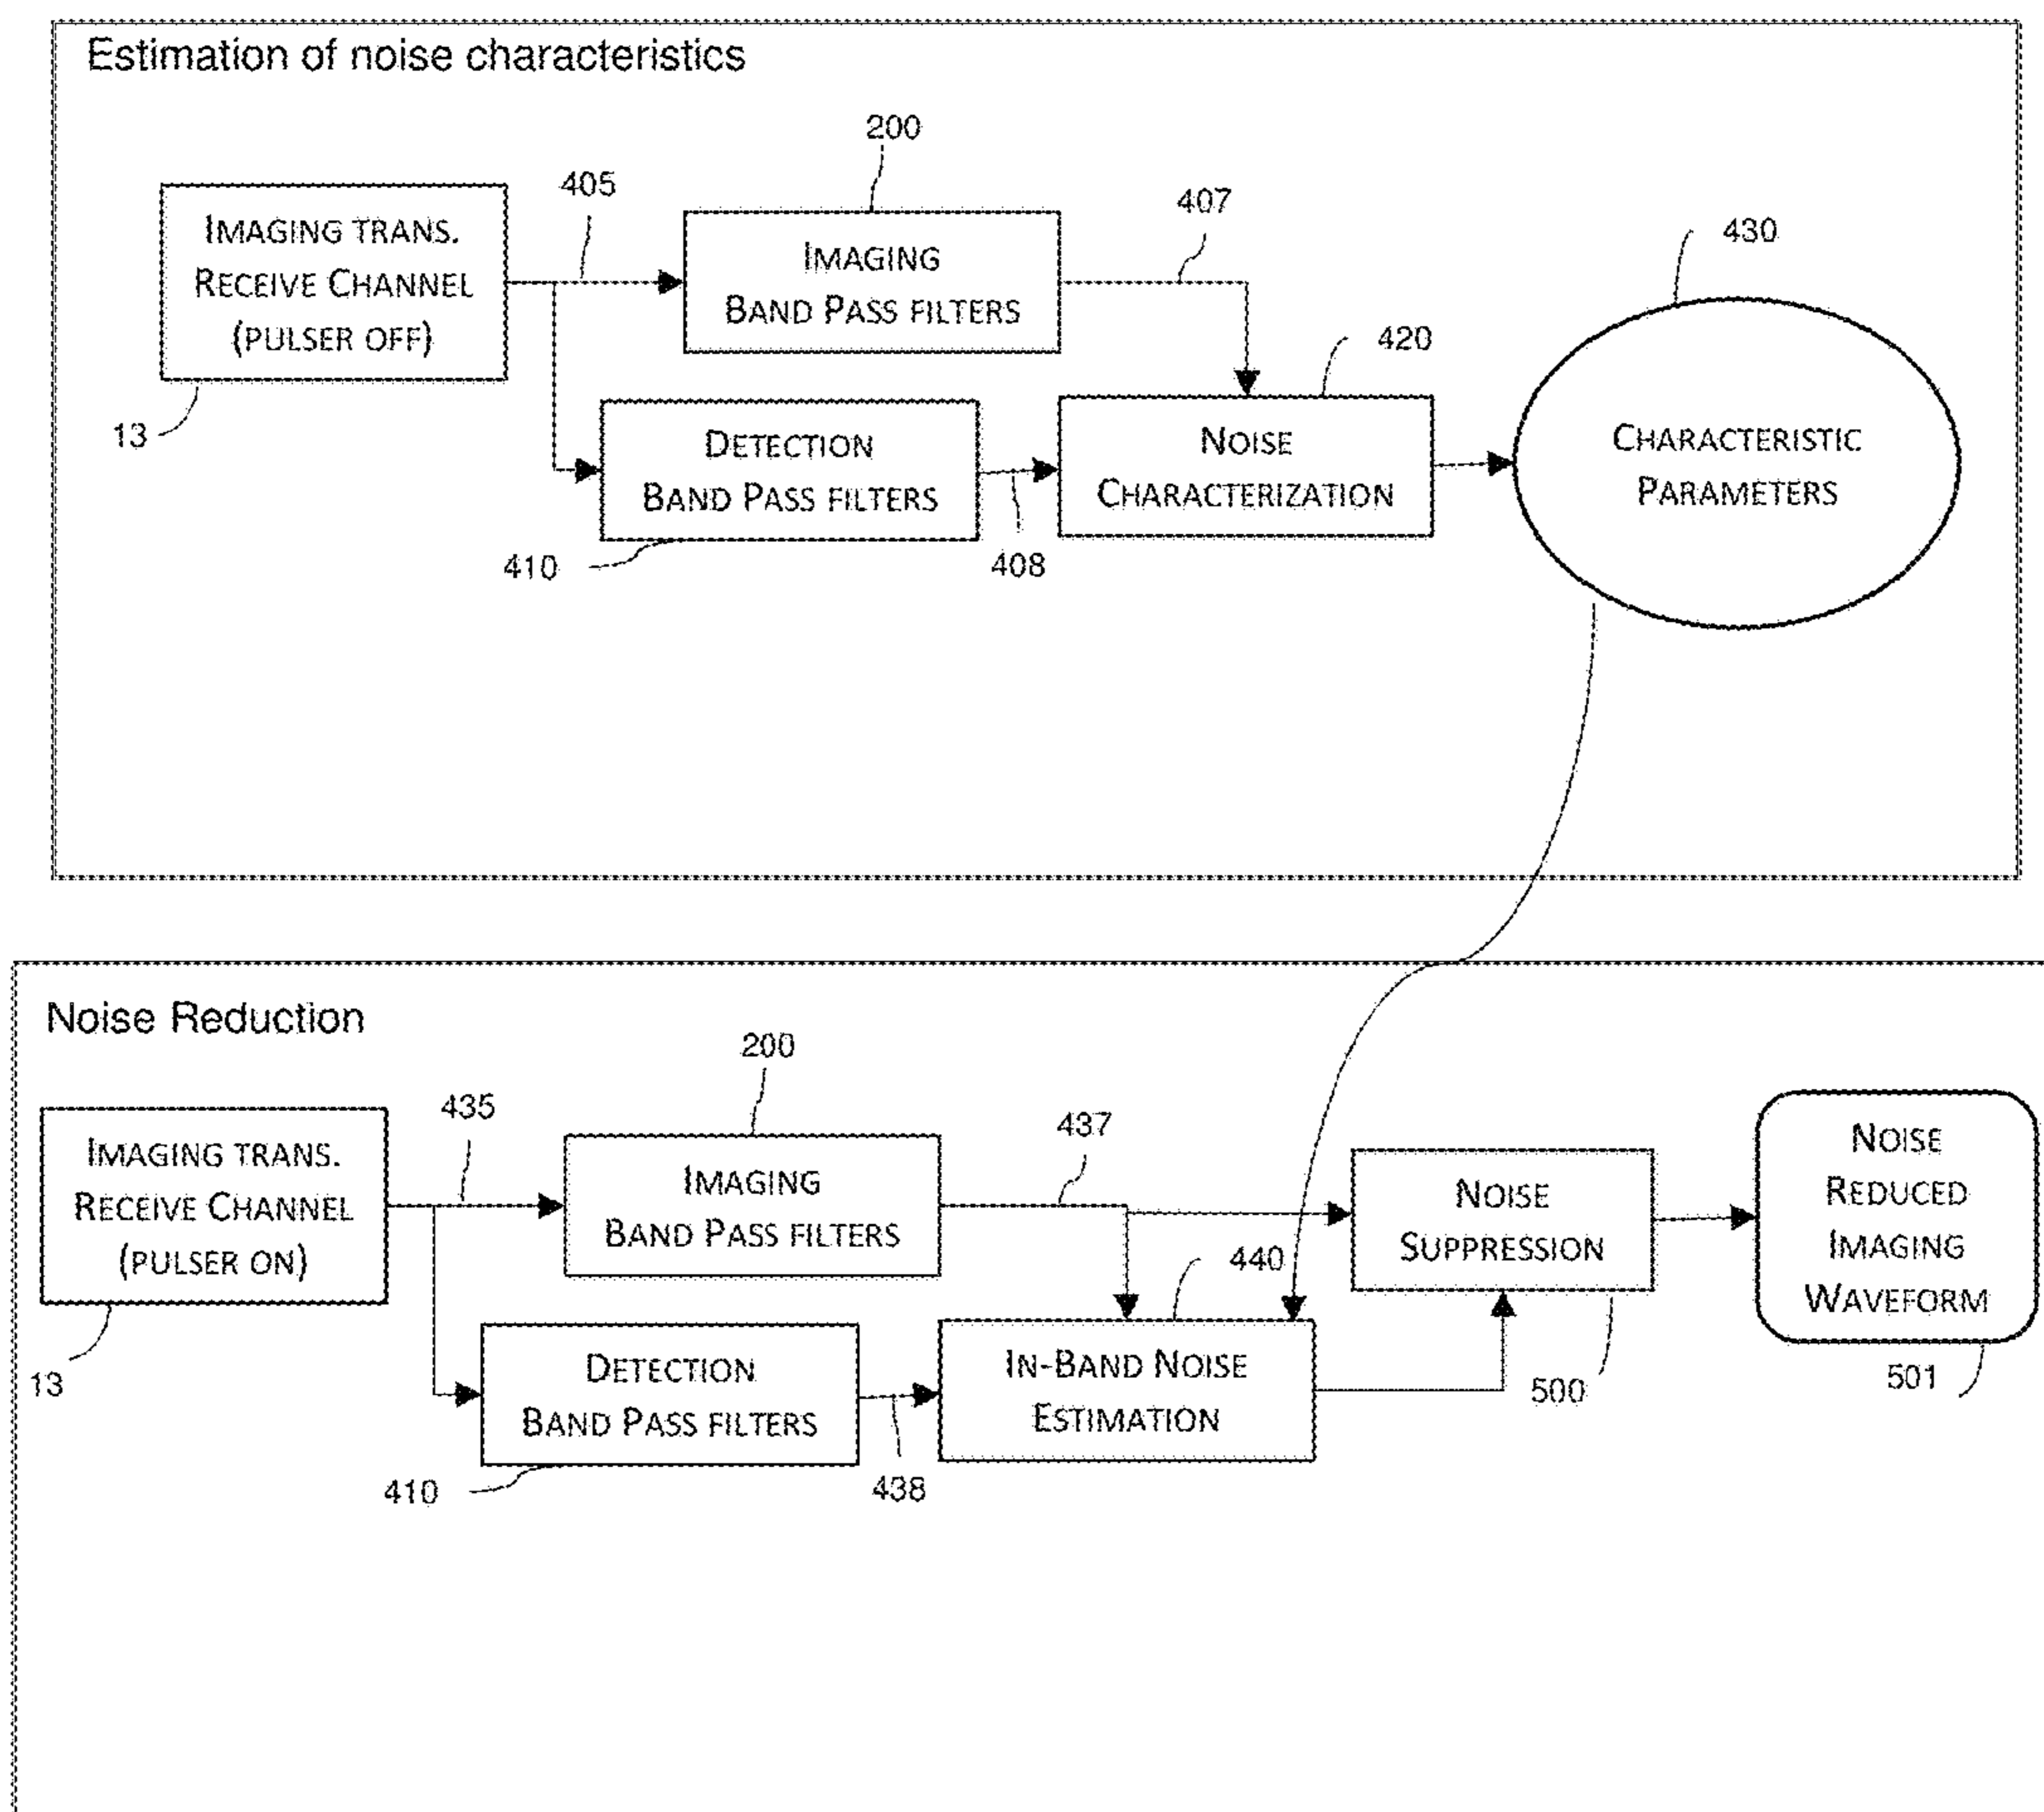 Estimation of noise characteristics
200
405
407
430
IMAGING TRANS.
RECEIVE CHANNEL
(PULSER OFF)
IMAGING
BAND PASS FILTERS
420
13
DETECTION
BAND PASS FILTERS
NOISE
CHARACTERIZATION
CHARACTERISTIC
PARAMETERS
410
408
Noise Reduction
200
435
437
IMAGING TRANS.
RECEIVE CHANNEL
(PULSER ON)
IMAGING
BAND PASS FILTERS
NOISE
SUPPRESSION
NOISE
REDUCED
IMAGING
WAVEFORM
440
13
DETECTION
BAND PASS FILTERS
IN-BAND NOISE
ESTIMATION
500
501
410
438